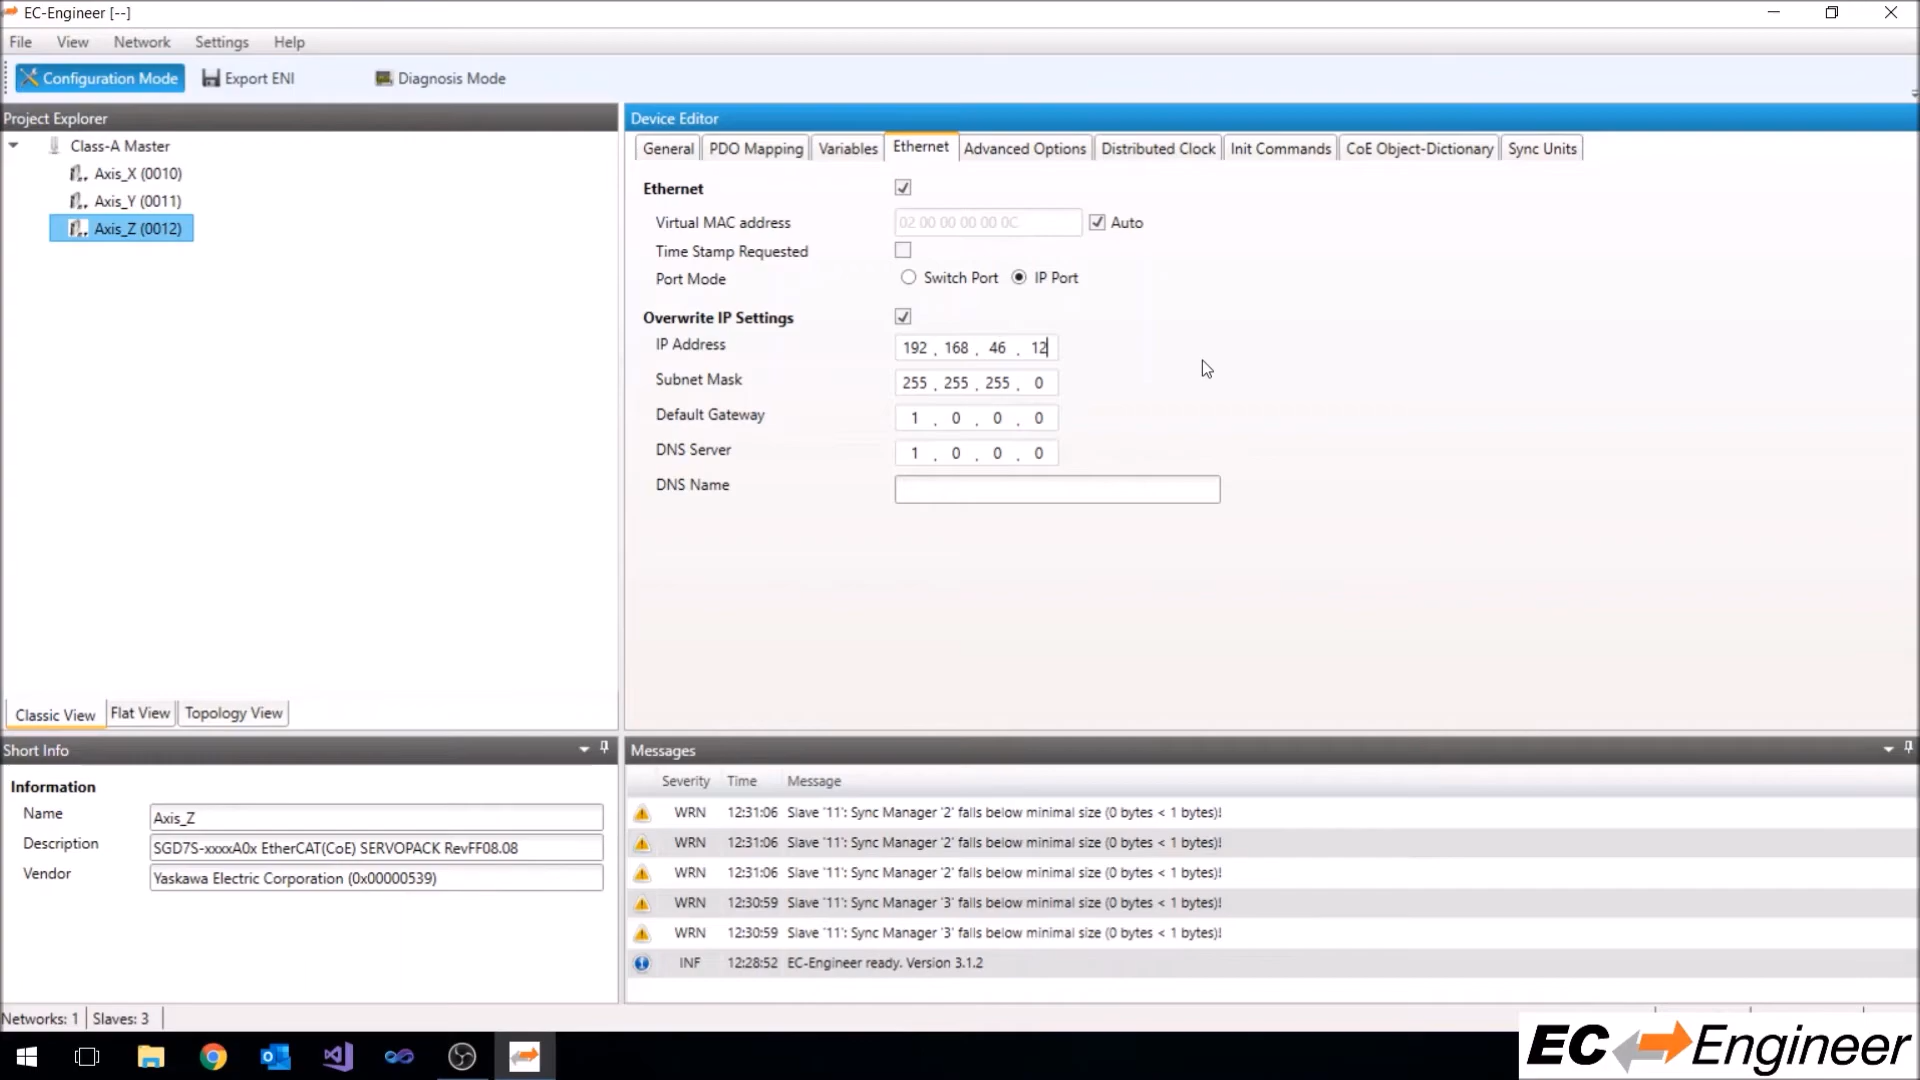 EC-Engineer [--]
File View Network Settings Help
Configuration Mode Export ENI Diagnosis Mode
Project Explorer
Class-A Master
Axis_X (0010)
Axis_Y (0011)
Axis_Z (0012)
Classic View Flat View Topology View
Device Editor
General PDO Mapping Variables Ethernet Advanced Options Distributed Clock Init Commands CoE Object-Dictionary Sync Units
Ethernet
Virtual MAC address 02 00 00 00 00 0C Auto
Time Stamp Requested
Port Mode Switch Port IP Port
Overwrite IP Settings
IP Address 192 . 168 . 46 . 12
Subnet Mask 255 . 255 . 255 . 0
Default Gateway 1 . 0 . 0 . 0
DNS Server 1 . 0 . 0 . 0
DNS Name
Short Info
Information
Name Axis_Z
Description SGD7S-xxxxA0x EtherCAT(CoE) SERVOPACK RevFF08.08
Vendor Yaskawa Electric Corporation (0x00000539)
Messages
Severity Time Message
WRN 12:31:06 Slave '11': Sync Manager '2' falls below minimal size (0 bytes < 1 bytes)!
WRN 12:31:06 Slave '11': Sync Manager '2' falls below minimal size (0 bytes < 1 bytes)!
WRN 12:31:06 Slave '11': Sync Manager '2' falls below minimal size (0 bytes < 1 bytes)!
WRN 12:30:59 Slave '11': Sync Manager '3' falls below minimal size (0 bytes < 1 bytes)!
WRN 12:30:59 Slave '11': Sync Manager '3' falls below minimal size (0 bytes < 1 bytes)!
INF 12:28:52 EC-Engineer ready. Version 3.1.2
Networks: 1 Slaves: 3
EC Engineer